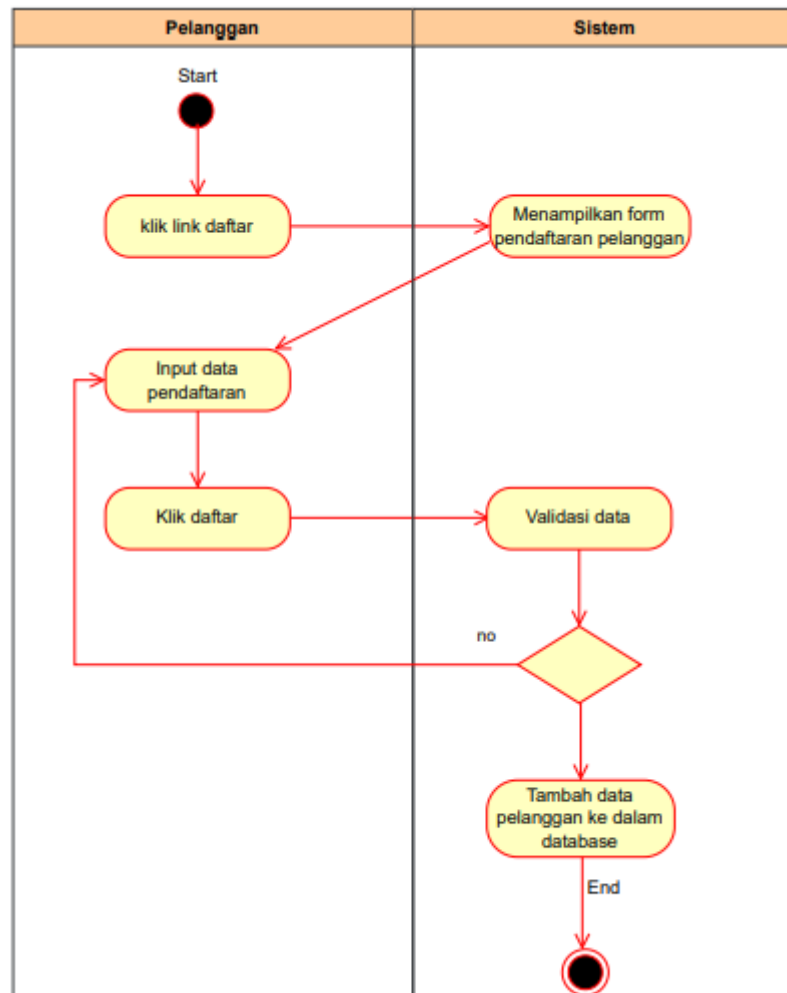 Pelanggan
Sistem
Start
klik link daftar
Menampilkan form
pendaftaran pelanggan
Input data
pendaftaran
Klik daftar
Validasi data
no
Tambah data
pelanggan ke dalam
database
End